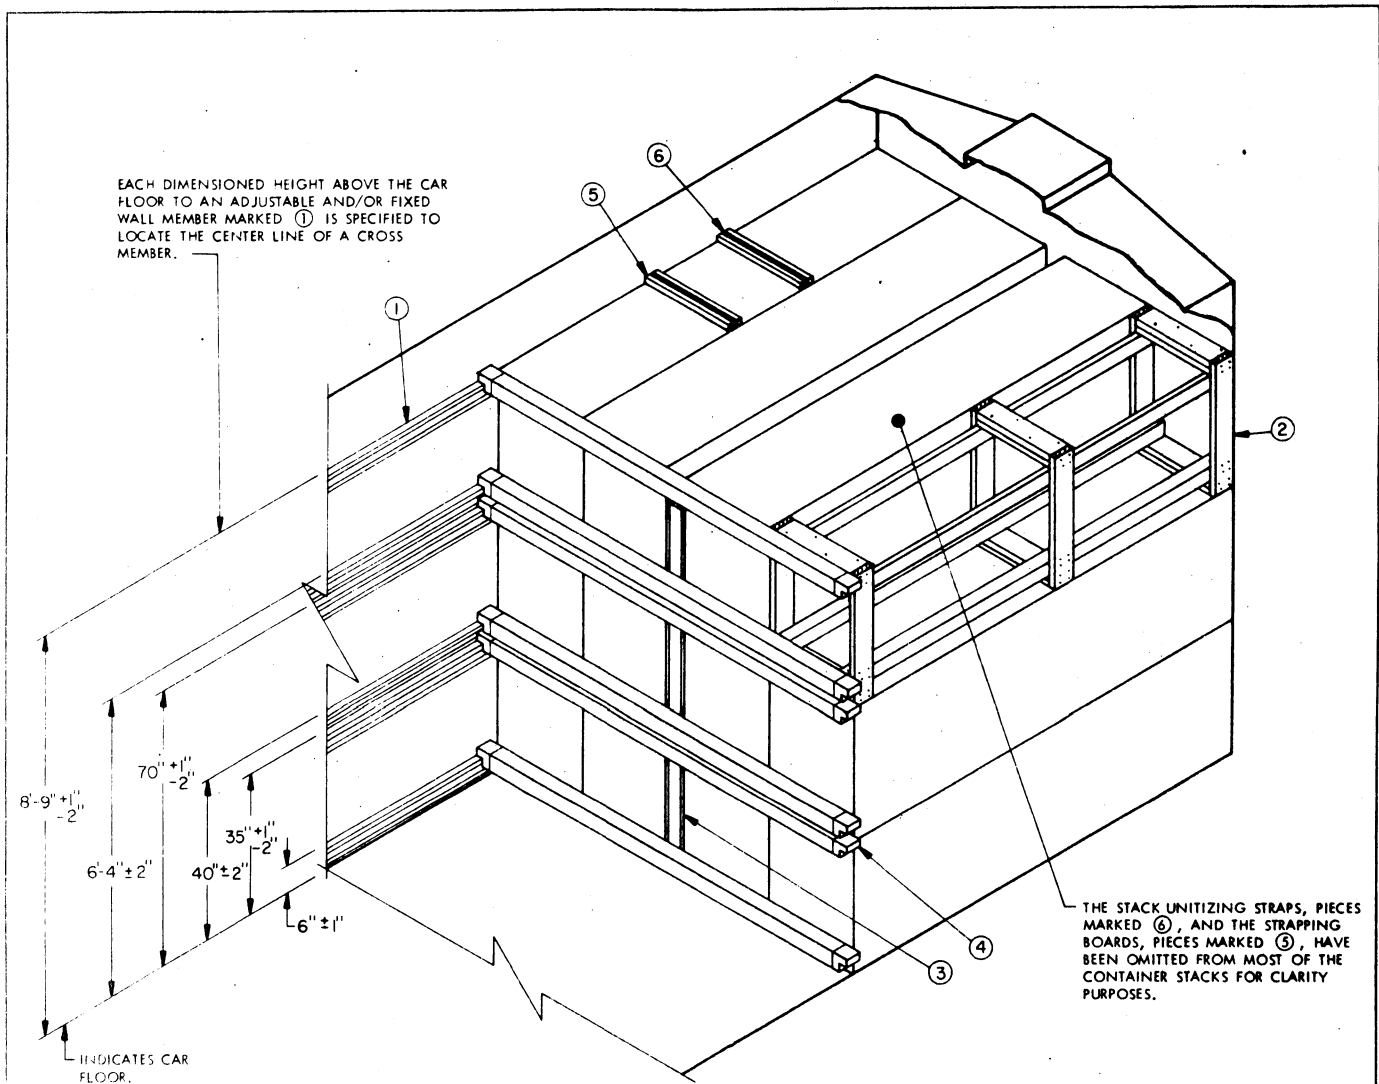 EACH DIMENSIONED HEIGHT ABOVE THE CAR
FLOOR TO AN ADJUSTABLE AND/OR FIXED
WALL MEMBER MARKED ① IS SPECIFIED TO
LOCATE THE CENTER LINE OF A CROSS
MEMBER.
⑥
⑤
①
②
8'-9" +1" -2"
6'-4" ±2"
70" +1" -2"
40" ±2"
35" +1" -2"
6" ±1"
④
③
THE STACK UNITIZING STRAPS, PIECES
MARKED ⑥, AND THE STRAPPING
BOARDS, PIECES MARKED ⑤, HAVE
BEEN OMITTED FROM MOST OF THE
CONTAINER STACKS FOR CLARITY
PURPOSES.
INDICATES CAR
FLOOR.